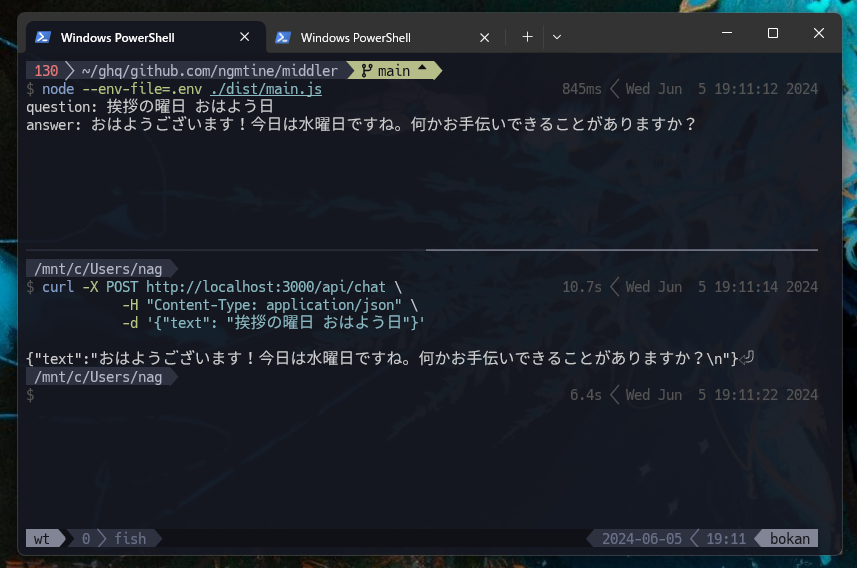 Windows PowerShell
Windows PowerShell
130 ~/ghq/github.com/ngmtine/middler main
$ node --env-file=.env ./dist/main.js 845ms Wed Jun 5 19:11:12 2024
question: 挨拶の曜日 おはよう日
answer: おはようございます！今日は水曜日ですね。何かお手伝いできることがありますか？
/mnt/c/Users/nag
$ curl -X POST http://localhost:3000/api/chat \ 10.7s Wed Jun 5 19:11:14 2024
-H "Content-Type: application/json" \
-d '{"text": "挨拶の曜日 おはよう日"}'
{"text":"おはようございます！今日は水曜日ですね。何かお手伝いできることがありますか？\n"}⏎
/mnt/c/Users/nag
$ 6.4s Wed Jun 5 19:11:22 2024
wt 0 fish 2024-06-05 19:11 bokan